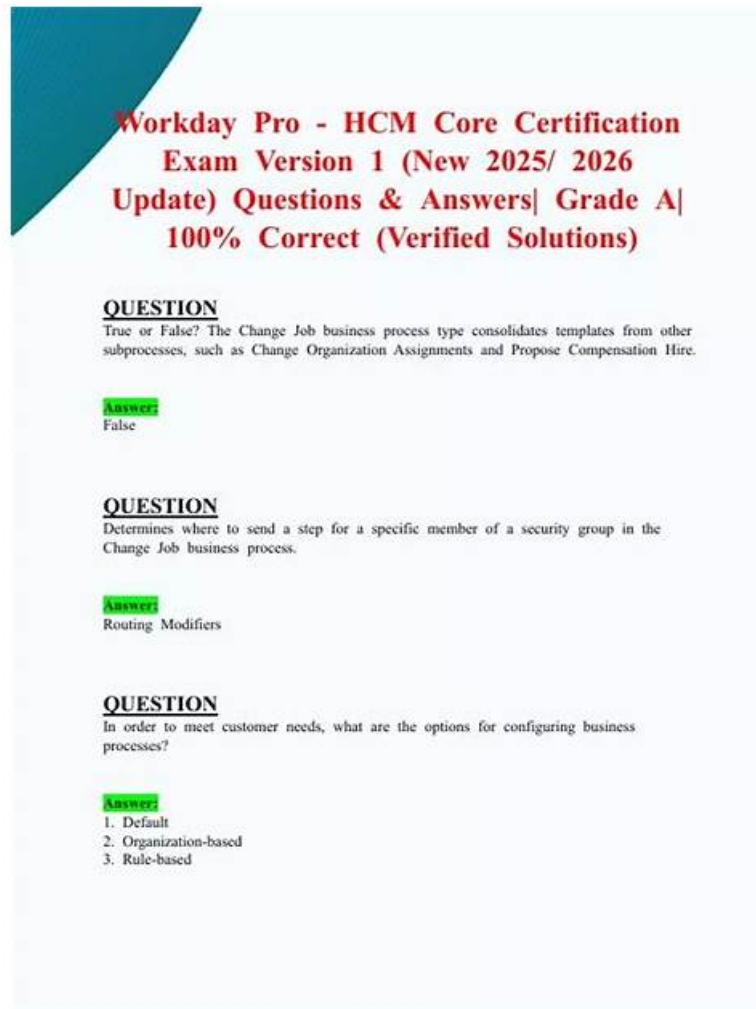 Workday Pro - HCM Core Certification
Exam Version 1 (New 2025/ 2026
Update) Questions & Answers| Grade A|
100% Correct (Verified Solutions)
QUESTION
True or False? The Change Job business process type consolidates templates from other
subprocesses, such as Change Organization Assignments and Propose Compensation Hire.
Answer:
False
QUESTION
Determines where to send a step for a specific member of a security group in the
Change Job business process.
Answer:
Routing Modifiers
QUESTION
In order to meet customer needs, what are the options for configuring business
processes?
Answer:
1. Default
2. Organization-based
3. Rule-based